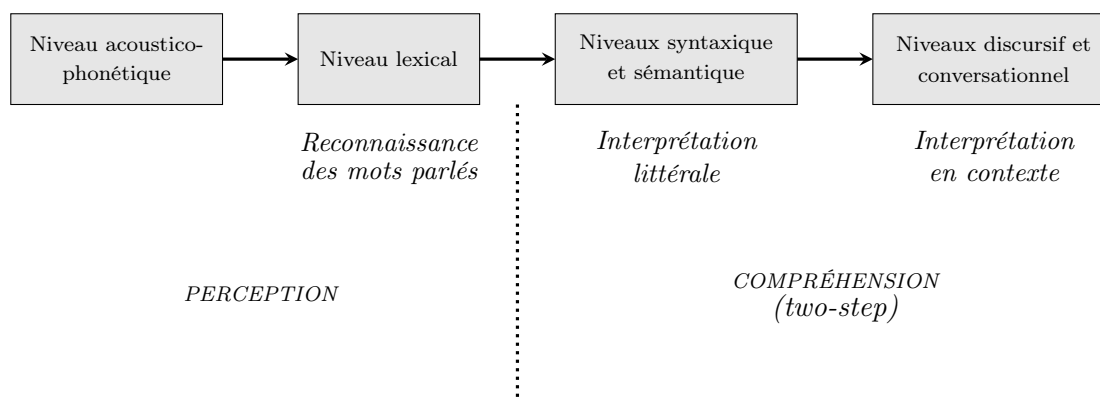 Niveau acoustico-
phonétique
Niveau lexical
Niveaux syntaxique
et sémantique
Niveaux discursif et
conversationnel
Reconnaissance
des mots parlés
Interprétation
littérale
Interprétation
en contexte
PERCEPTION
COMPRÉHENSION
(two-step)